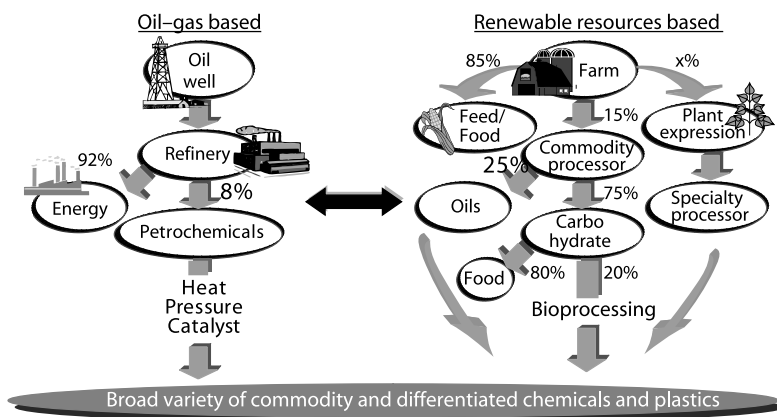 Oil–gas based
Oil
well
Refinery
92%
8%
Energy
Petrochemicals
Heat
Pressure
Catalyst
Renewable resources based
85%
Farm
x%
Feed/
Food
15%
Plant
expression
Commodity
processor
25%
75%
Oils
Specialty
processor
Carbo
hydrate
Food
80%
20%
Bioprocessing
Broad variety of commodity and differentiated chemicals and plastics